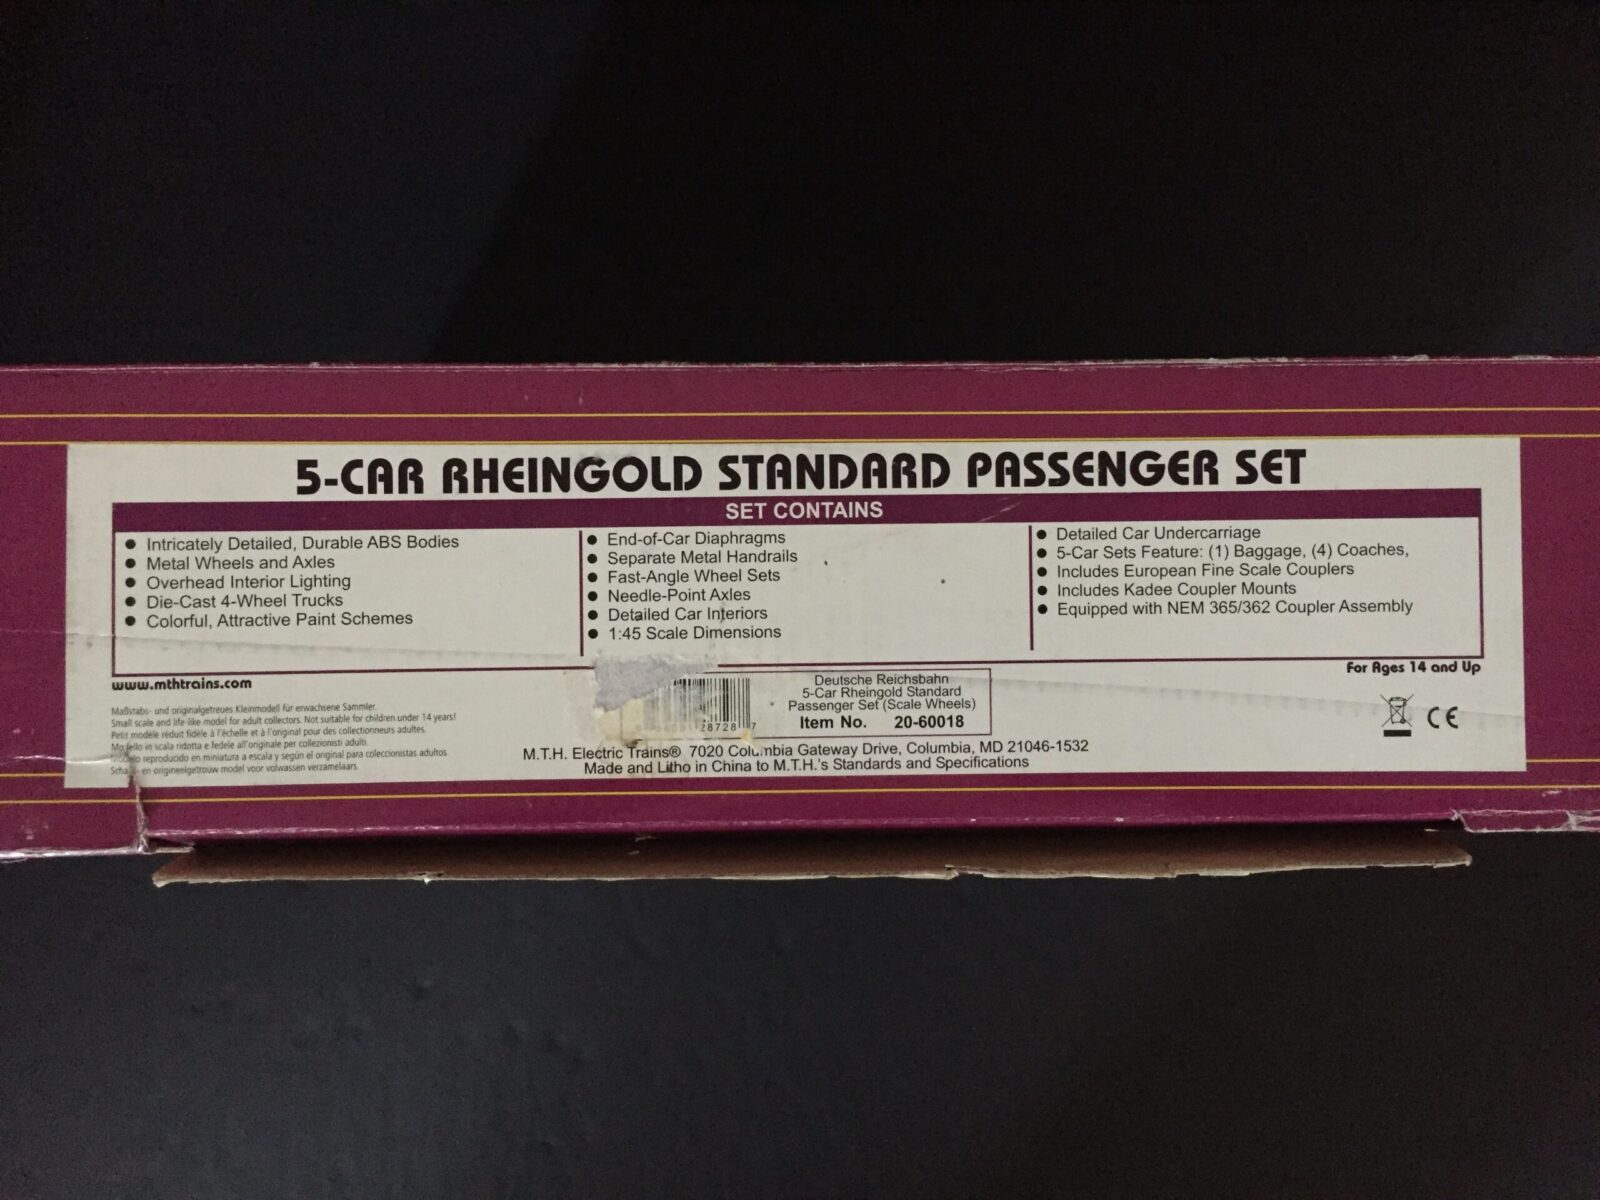 5-CAR RHEINGOLD STANDARD PASSENGER SET
SET CONTAINS
● Intricately Detailed, Durable ABS Bodies
● Metal Wheels and Axles
● Overhead Interior Lighting
● Die-Cast 4-Wheel Trucks
● Colorful, Attractive Paint Schemes
● End-of-Car Diaphragms
● Separate Metal Handrails
● Fast-Angle Wheel Sets
● Needle-Point Axles
● Detailed Car Interiors
● 1:45 Scale Dimensions
● Detailed Car Undercarriage
● 5-Car Sets Feature: (1) Baggage, (4) Coaches,
● Includes European Fine Scale Couplers
● Includes Kadee Coupler Mounts
● Equipped with NEM 365/362 Coupler Assembly
For Ages 14 and Up
www.mthtrains.com
Maßstabs- und originalgetreues Kleinmodell für erwachsene Sammler.
Small scale and life-like model for adult collectors. Not suitable for children under 14 years!
Petit modèle réduit fidèle à l'échelle et à l'original pour des collectionneurs adultes.
Modello in scala ridotta e fedele all'originale per collezionisti adulti.
Modelo reproducido en miniatura a escala y según el original para coleccionistas adultos.
en origineelgetrouw model voor volwassen verzamelaars.
28728 7
Deutsche Reichsbahn
5-Car Rheingold Standard
Passenger Set (Scale Wheels)
Item No. 20-60018
CE
M.T.H. Electric Trains® 7020 Columbia Gateway Drive, Columbia, MD 21046-1532
Made and Litho in China to M.T.H.'s Standards and Specifications